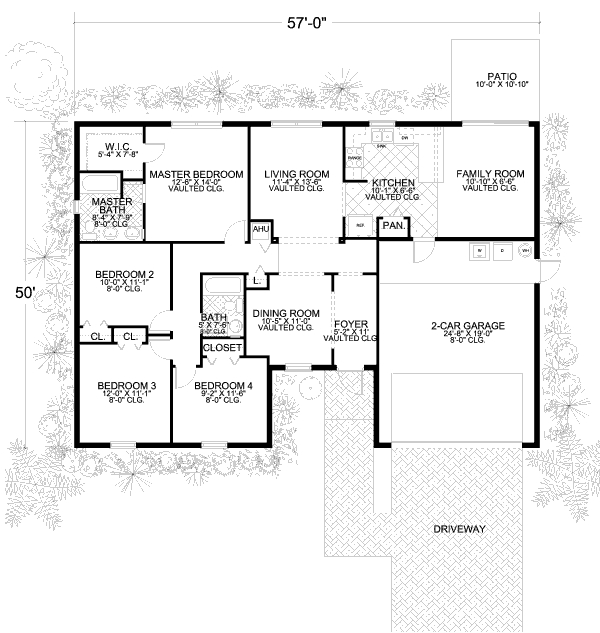 57'-0"
PATIO
10'-0" X 10'-10"
W.I.C.
5'-4" X 7'-8"
MASTER BEDROOM
12'-6" X 14'-0"
VAULTED CLG.
LIVING ROOM
11'-4" X 13'-6"
VAULTED CLG.
RANGE
SINK
DW
KITCHEN
10'-1" X 6'-6"
VAULTED CLG.
FAMILY ROOM
10'-10" X 6'-6"
VAULTED CLG.
MASTER
BATH
8'-4" X 7'-9"
8'-0" CLG.
AHU
REF.
PAN.
W
D
WH
50'
BEDROOM 2
10'-0" X 11'-1"
8'-0" CLG.
L.
BATH
5' X 7'-6"
8'-0" CLG.
DINING ROOM
10'-5" X 11'-0"
VAULTED CLG.
FOYER
5'-2" X 11'
VAULTED CLG.
2-CAR GARAGE
24'-8" X 19'-0"
8'-0" CLG.
CL.
CL.
CLOSET
BEDROOM 3
12'-0" X 11'-1"
8'-0" CLG.
BEDROOM 4
9'-2" X 11'-6"
8'-0" CLG.
DRIVEWAY